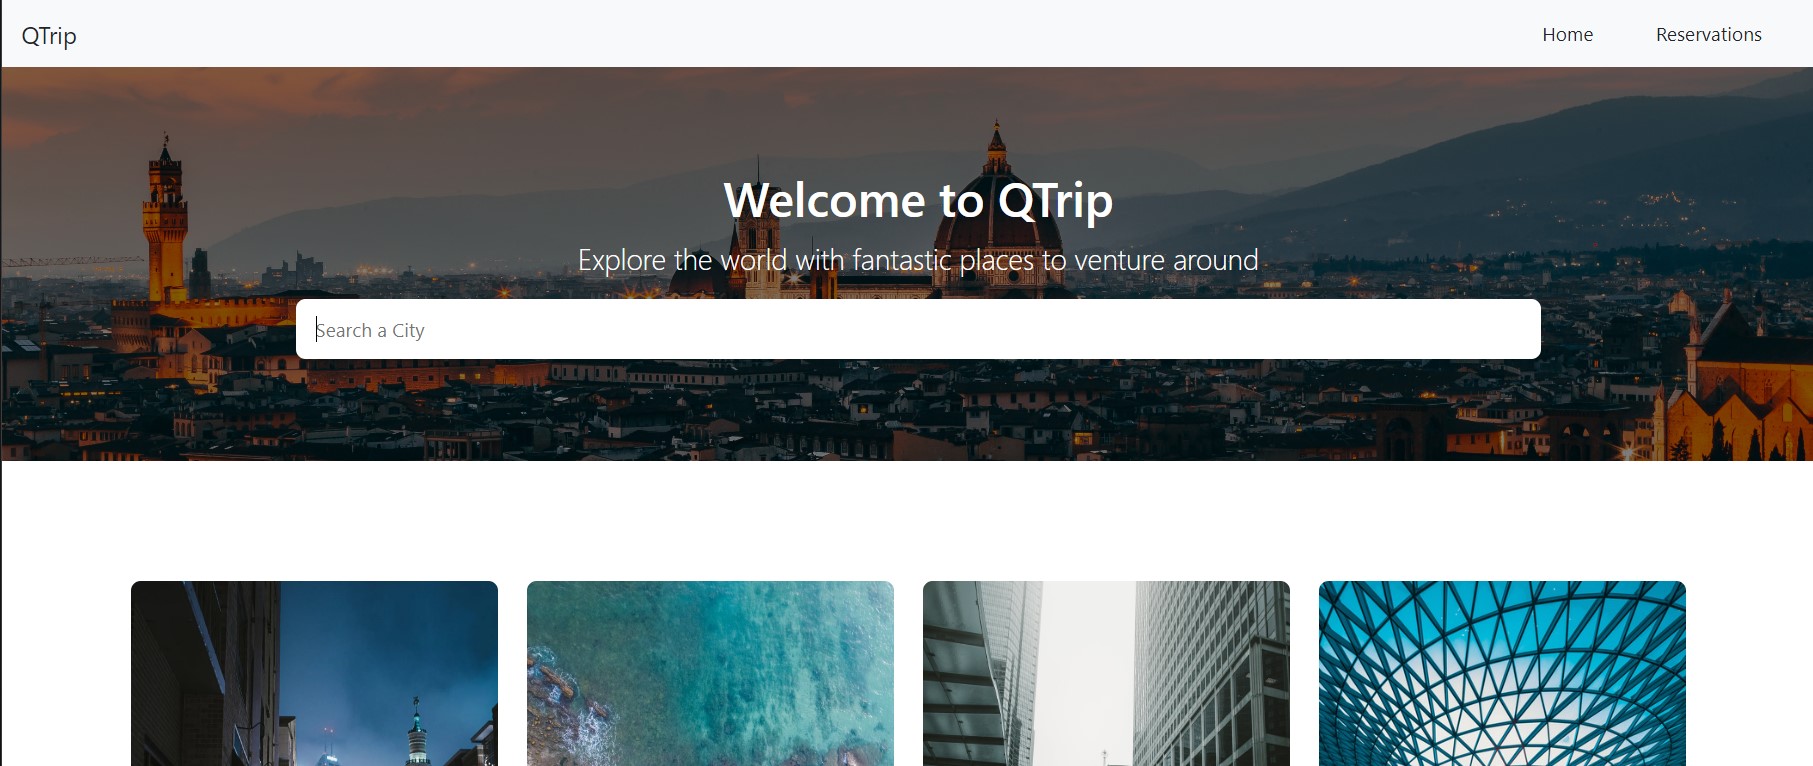 QTrip
Home
Reservations
Welcome to QTrip
Explore the world with fantastic places to venture around
Search a City